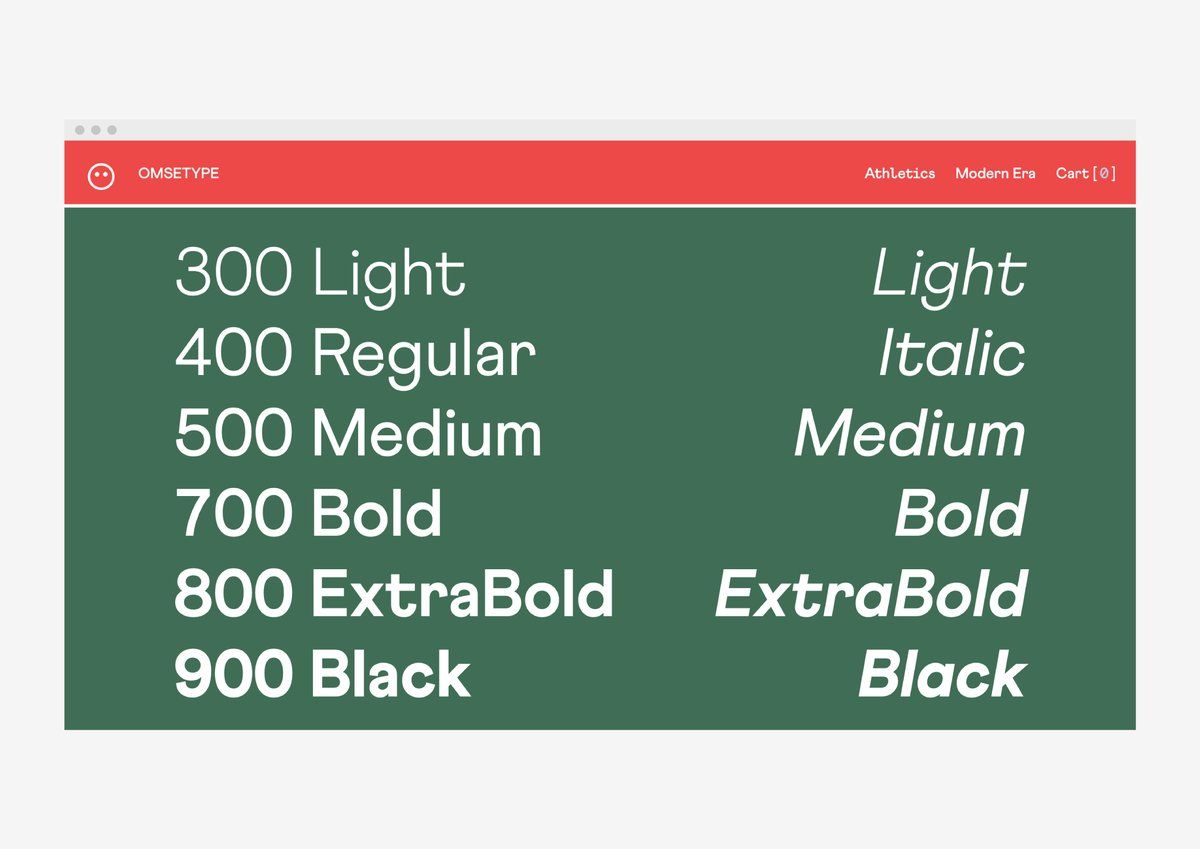 OMSETYPE Athletics Modern Era Cart [0]
300 Light Light
400 Regular Italic
500 Medium Medium
700 Bold Bold
800 ExtraBold ExtraBold
900 Black Black